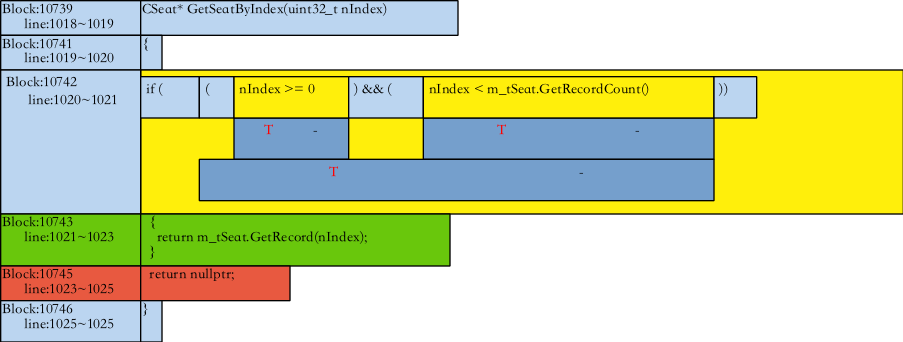 Block:10739 CSeat* GetSeatByIndex(uint32_t nIndex)
line:1018~1019
Block:10741 {
line:1019~1020
Block:10742
line:1020~1021
if ( ( nIndex >= 0 ) && ( nIndex < m_tSeat.GetRecordCount() ))
T - T -
T -
Block:10743 {
line:1021~1023 return m_tSeat.GetRecord(nIndex);
}
Block:10745 return nullptr;
line:1023~1025
Block:10746 }
line:1025~1025